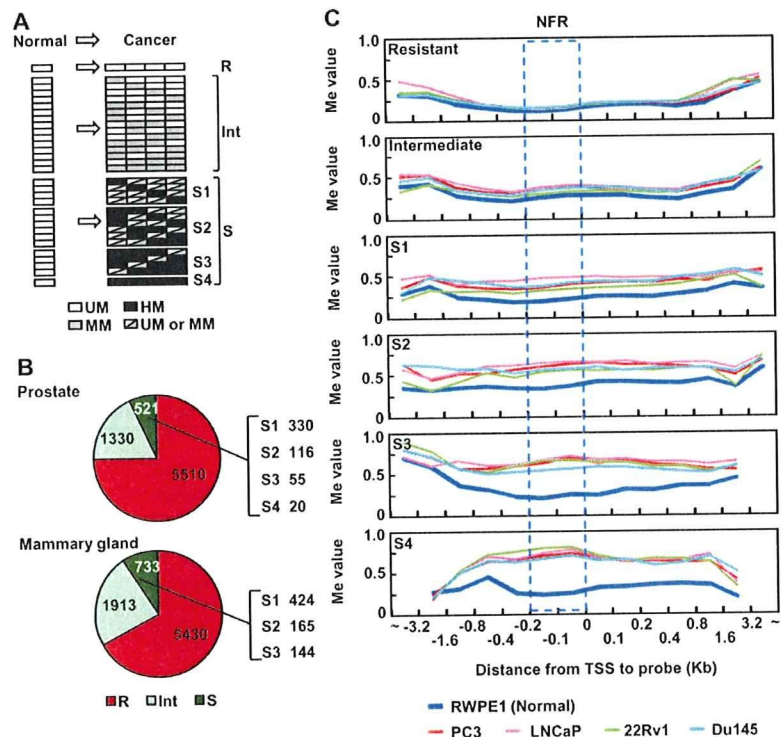 A
Normal
Cancer
R
Int
S1
S2
S
S3
S4
UM
HM
MM
UM or MM
B
Prostate
521
1330
5510
S1 330
S2 116
S3 55
S4 20
Mammary gland
733
1913
5430
S1 424
S2 165
S3 144
R
Int
S
C
NFR
Resistant
Me value
1.0
0.5
0
Intermediate
Me value
1.0
0.5
0
S1
Me value
1.0
0.5
0
S2
Me value
1.0
0.5
0
S3
Me value
1.0
0.5
0
S4
Me value
1.0
0.5
0
~ -3.2 -0.8 -0.2 0 0.2 0.8 3.2 ~
-1.6 -0.4 -0.1 0.1 0.4 1.6
Distance from TSS to probe (Kb)
RWPE1 (Normal)
PC3
LNCaP
22Rv1
Du145